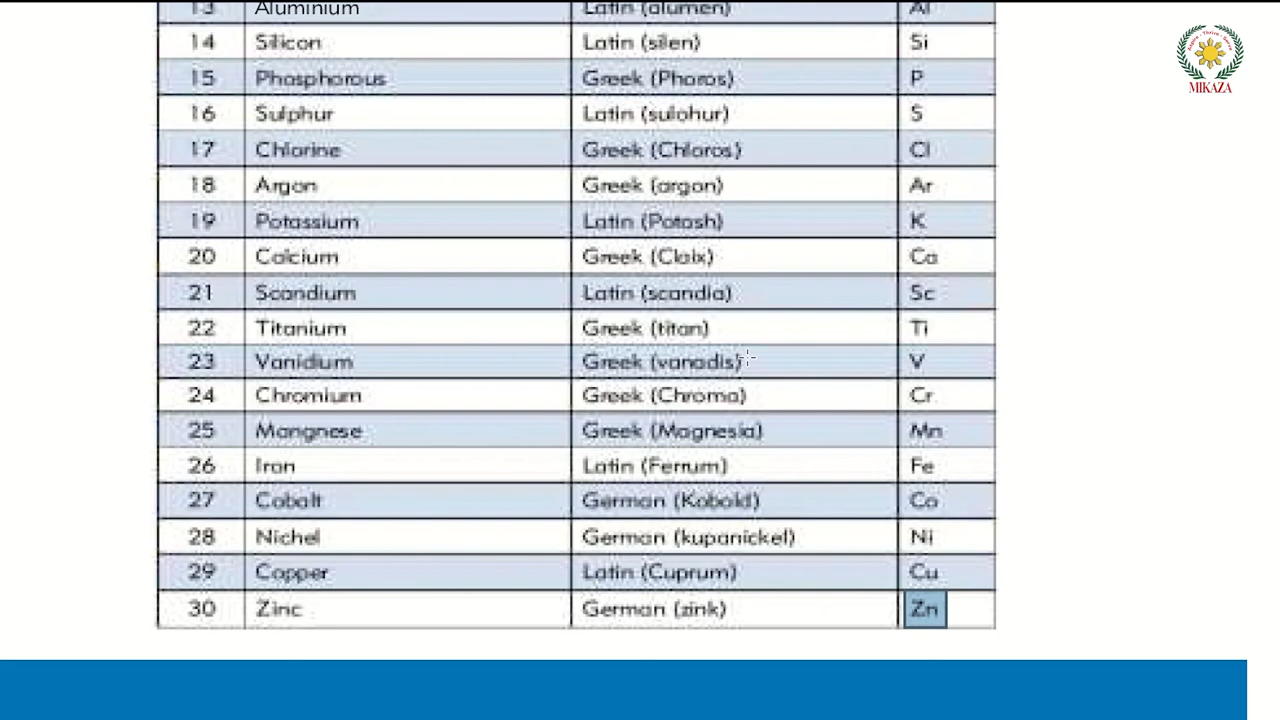 13 Aluminium Latin (alumen) Al
14 Silicon Latin (silen) Si
15 Phosphorous Greek (Phoros) P
16 Sulphur Latin (sulohur) S
17 Chlorine Greek (Chloros) Cl
18 Argon Greek (argon) Ar
19 Potassium Latin (Potash) K
20 Calcium Greek (Claix) Ca
21 Scandium Latin (scandia) Sc
22 Titanium Greek (titan) Ti
23 Vanidium Greek (vanadis) V
24 Chromium Greek (Chroma) Cr
25 Mangnese Greek (Magnesia) Mn
26 Iron Latin (Ferrum) Fe
27 Cobalt German (Kobold) Co
28 Nichel German (kupanickel) Ni
29 Copper Latin (Cuprum) Cu
30 Zinc German (zink) Zn
MIKAZA